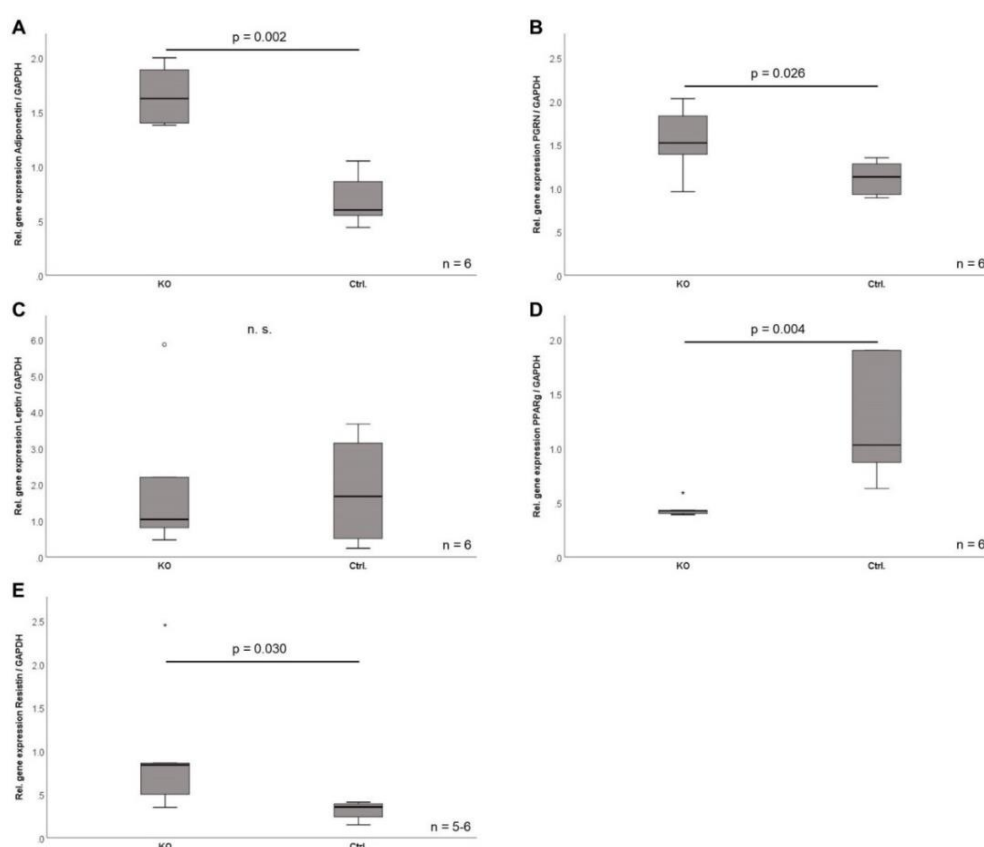 A
Rel. gene expression Adiponectin / GAPDH
2.0
1.5
1.0
.5
.0
p = 0.002
n = 6
KO
Ctrl.
B
Rel. gene expression PGRN / GAPDH
2.5
2.0
1.5
1.0
.5
.0
p = 0.026
n = 6
KO
Ctrl.
C
Rel. gene expression Leptin / GAPDH
6.0
5.0
4.0
3.0
2.0
1.0
.0
n. s.
n = 6
KO
Ctrl.
D
Rel. gene expression PPARg / GAPDH
2.0
1.5
1.0
.5
.0
p = 0.004
n = 6
KO
Ctrl.
E
Rel. gene expression Resistin / GAPDH
2.5
2.0
1.5
1.0
.5
.0
p = 0.030
n = 5-6
KO
Ctrl.